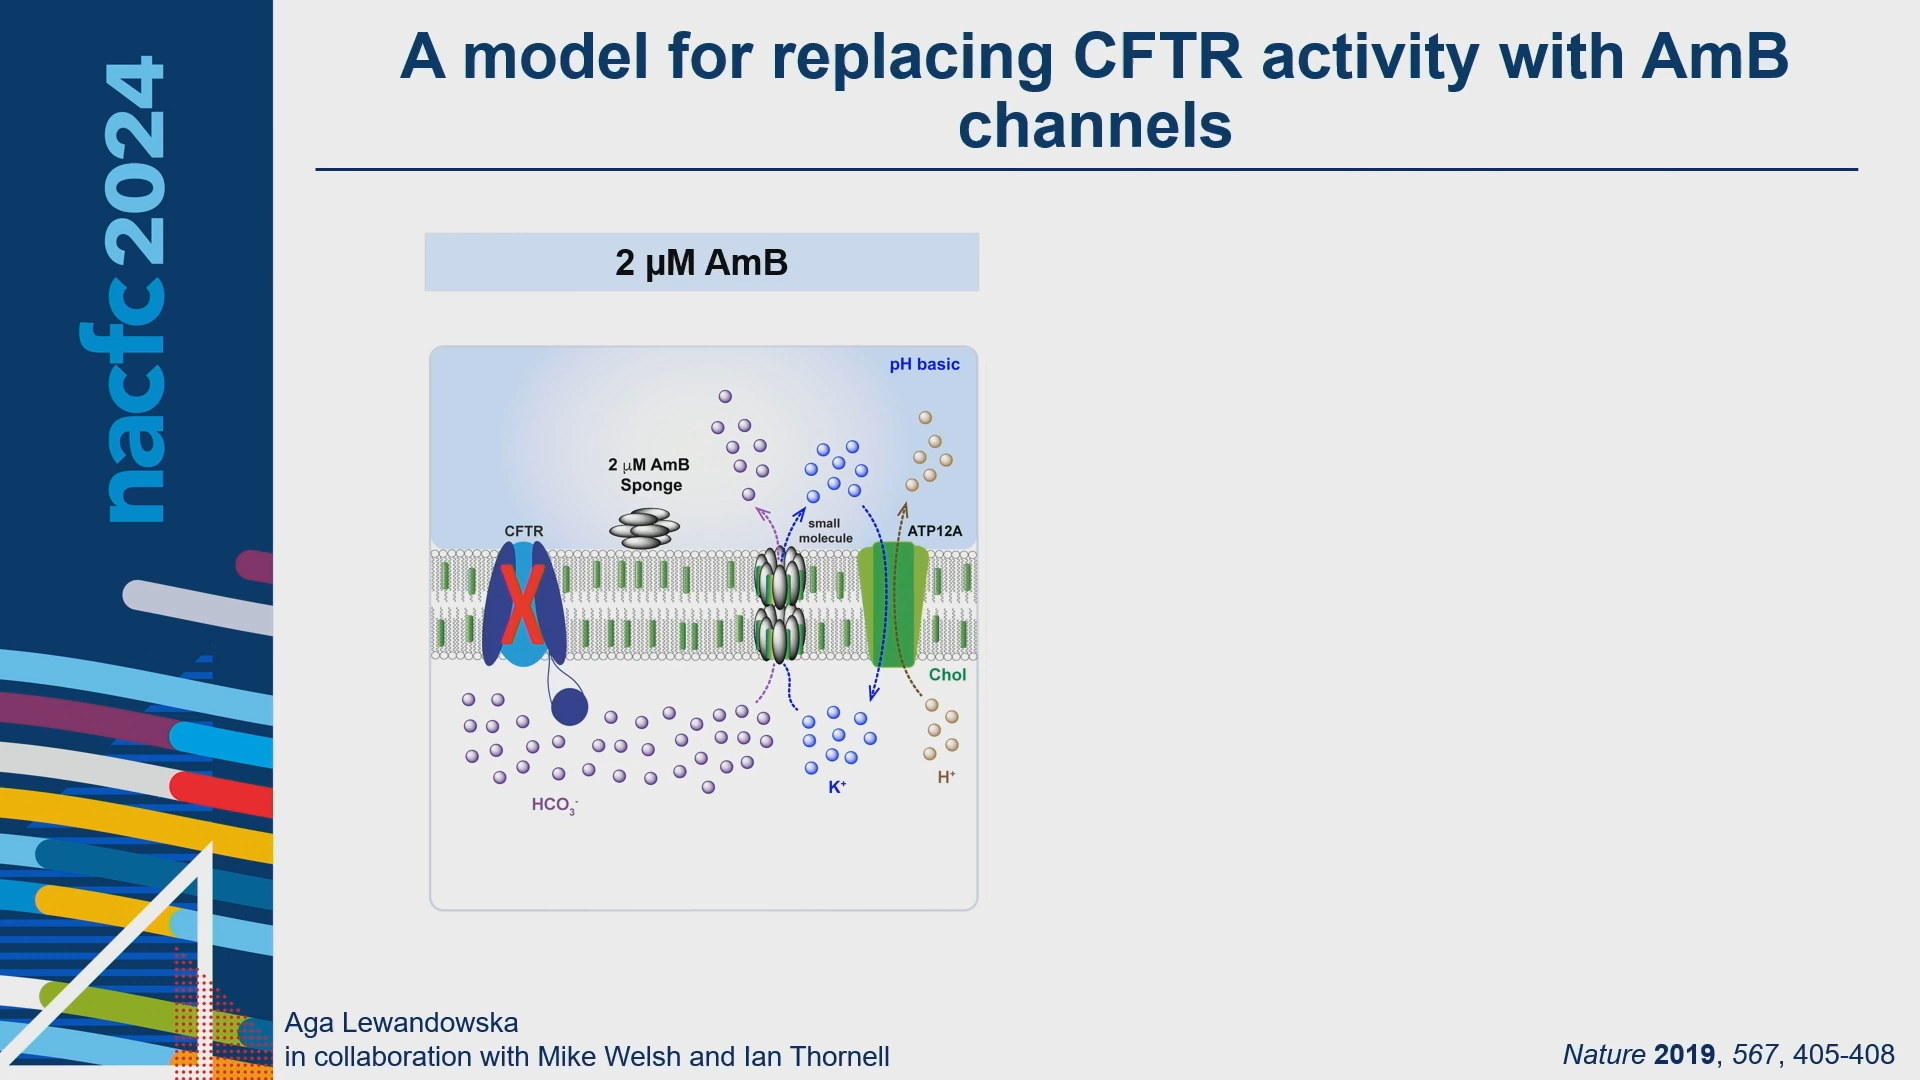 nacfc 2024
A model for replacing CFTR activity with AmB
channels
2 µM AmB
pH basic
2 µM AmB
Sponge
CFTR
small
molecule
ATP12A
Chol
HCO₃⁻
K⁺
H⁺
Aga Lewandowska
in collaboration with Mike Welsh and Ian Thornell
Nature 2019, 567, 405-408